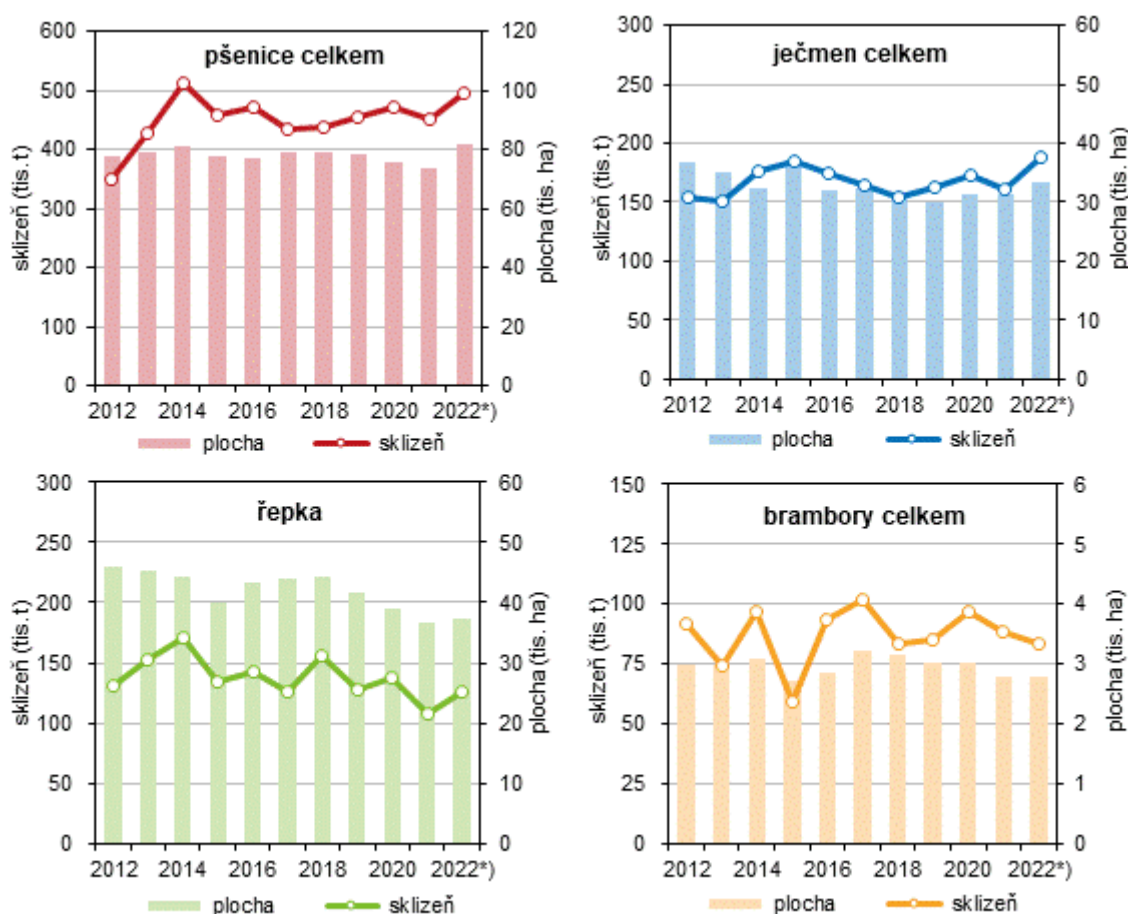 pšenice celkem
sklizeň (tis. t)
600
500
400
300
200
100
0
plocha (tis. ha)
120
100
80
60
40
20
0
2012 2014 2016 2018 2020 2022*)
plocha sklizeň
ječmen celkem
sklizeň (tis. t)
300
250
200
150
100
50
0
plocha (tis. ha)
60
50
40
30
20
10
0
2012 2014 2016 2018 2020 2022*)
plocha sklizeň
řepka
sklizeň (tis. t)
300
250
200
150
100
50
0
plocha (tis. ha)
60
50
40
30
20
10
0
2012 2014 2016 2018 2020 2022*)
plocha sklizeň
brambory celkem
sklizeň (tis. t)
150
125
100
75
50
25
0
plocha (tis. ha)
6
5
4
3
2
1
0
2012 2014 2016 2018 2020 2022*)
plocha sklizeň